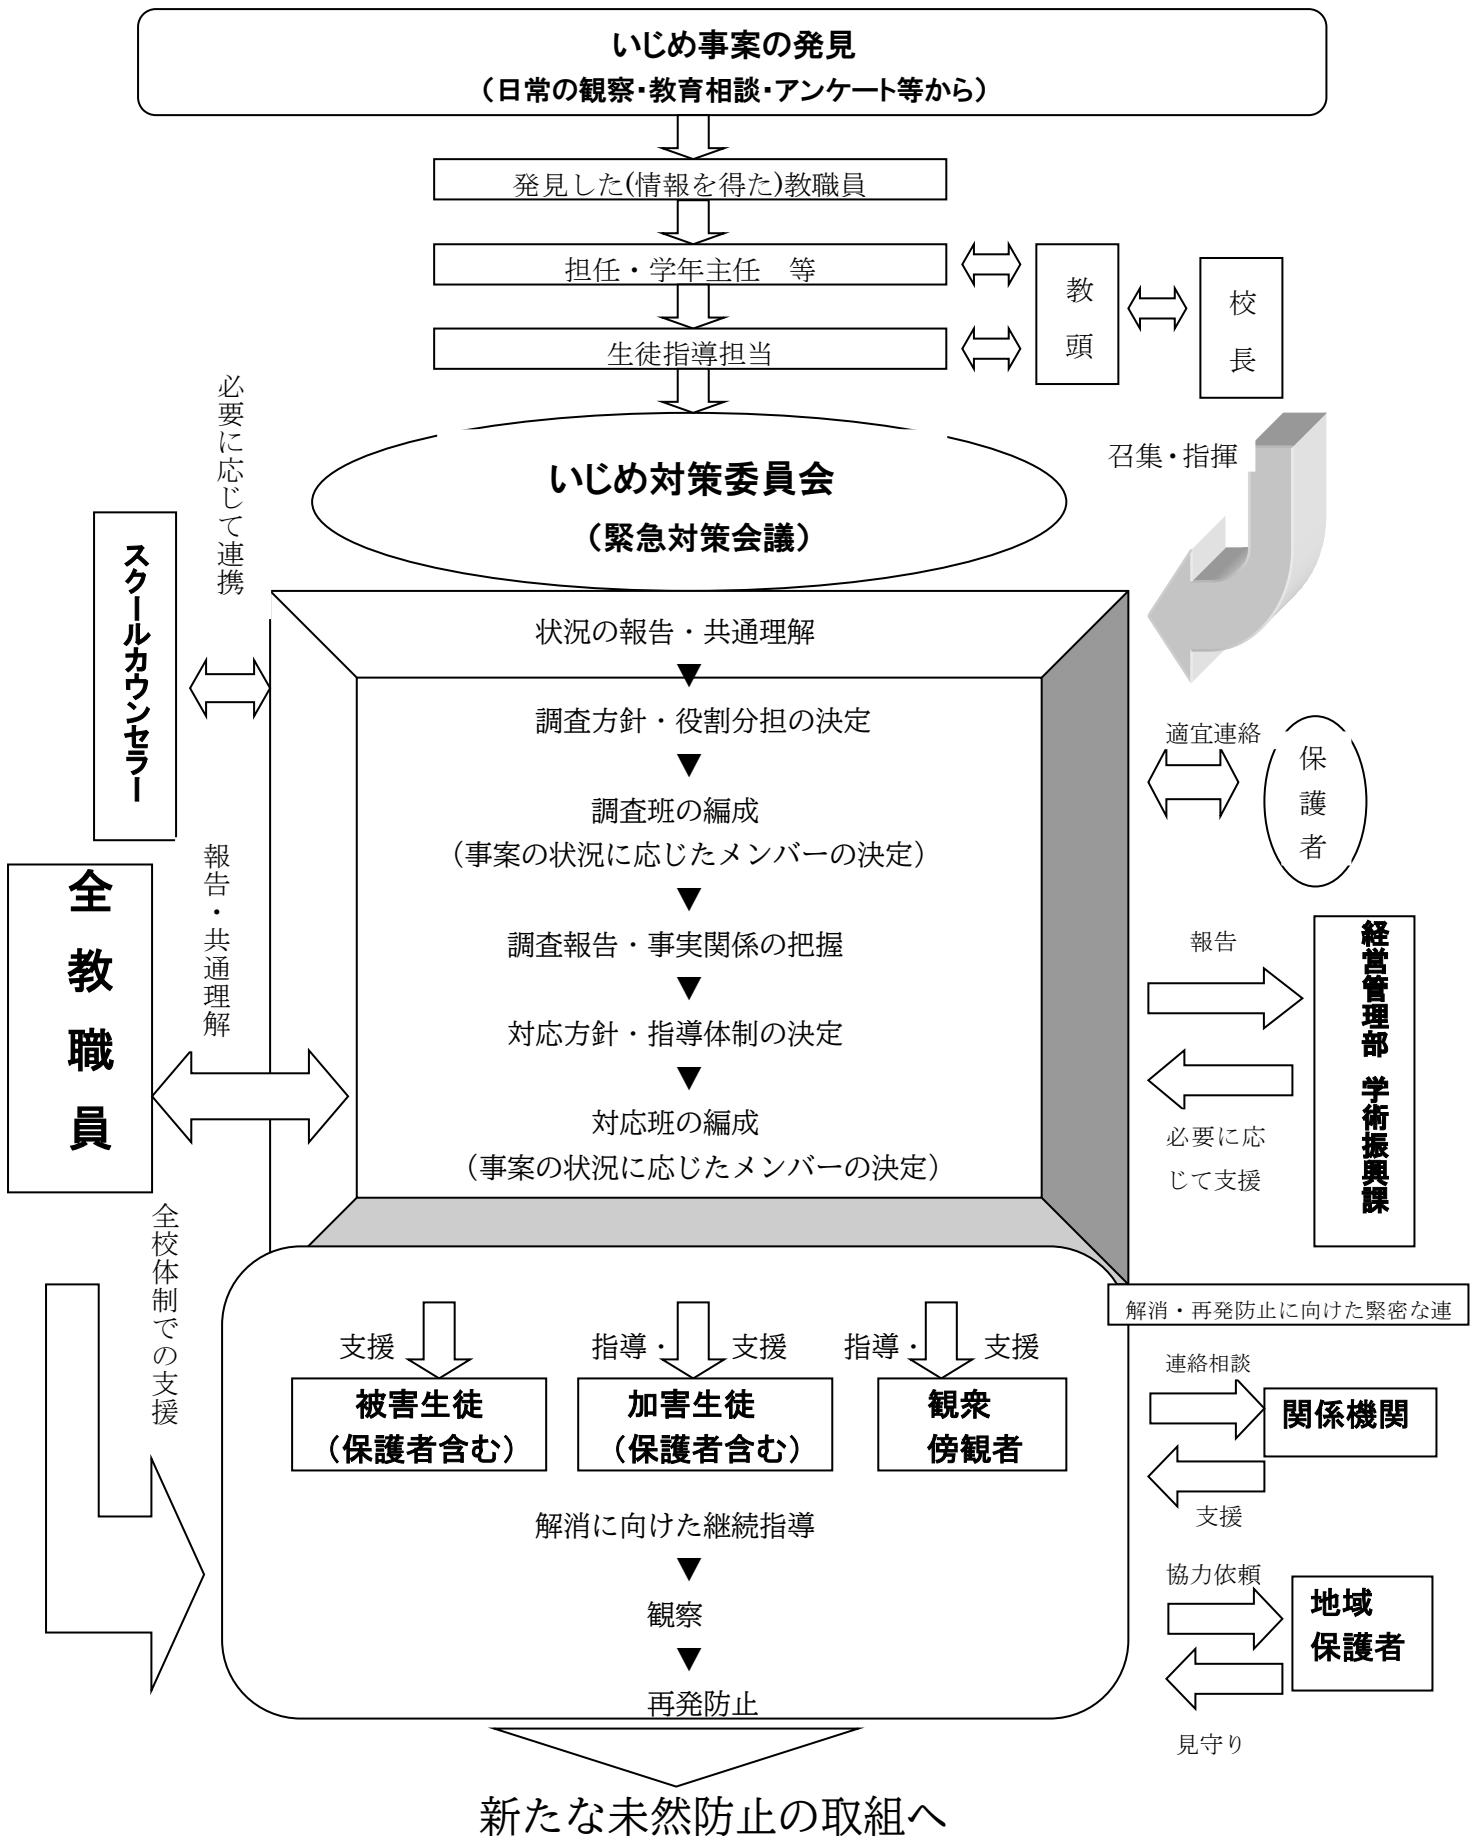 いじめ事案の発見
（日常の観察・教育相談・アンケート等から）
発見した(情報を得た)教職員
担任・学年主任　等
教頭
校長
生徒指導担当
必要に応じて連携
召集・指揮
いじめ対策委員会
（緊急対策会議）
スクールカウンセラー
状況の報告・共通理解
▼
調査方針・役割分担の決定
▼
調査班の編成
（事案の状況に応じたメンバーの決定）
▼
調査報告・事実関係の把握
▼
対応方針・指導体制の決定
▼
対応班の編成
（事案の状況に応じたメンバーの決定）
適宜連絡
保護者
報告・共通理解
全教職員
報告
経営管理部　学術振興課
必要に応
じて支援
全校体制での支援
解消・再発防止に向けた緊密な連
支援
指導・　支援
指導・　支援
被害生徒
（保護者含む）
加害生徒
（保護者含む）
観衆
傍観者
連絡相談
関係機関
支援
解消に向けた継続指導
▼
観察
▼
再発防止
協力依頼
地域
保護者
見守り
新たな未然防止の取組へ